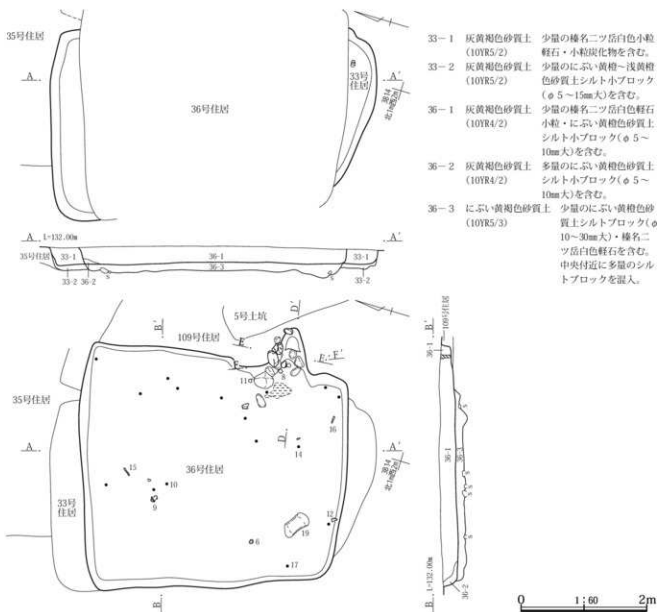 35号住居
A
A′
33号
住居
36号住居
33-1 灰黄褐色砂質土 少量の榛名二ツ岳白色小粒
(10YR5/2) 軽石・小粒炭化物を含む。
33-2 灰黄褐色砂質土 少量のにぶい黄橙~浅黄橙
(10YR5/2) 色砂質土シルト小ブロック
(φ5~15㎜大)を含む。
36-1 灰黄褐色砂質土 少量の榛名二ツ岳白色軽石
(10YR4/2) 小粒・にぶい黄橙色砂質土
シルト小ブロック(φ5~
10㎜大)を含む。
36-2 灰黄褐色砂質土 多量のにぶい黄橙色砂質土
(10YR4/2) シルト小ブロック(φ5~
10㎜大)を含む。
36-3 にぶい黄褐色砂質土 少量のにぶい黄橙色砂
(10YR5/3) 質土シルトブロック(φ
10~30㎜大)・榛名二
ツ岳白色軽石を含む。
中央付近に多量のシル
トブロックを混入。
A L=132.00m
A′
35号住居
33-1
36-1
33-1
36-3
33-2
36-2
S
S
33-2
5号土坑
D′
B′
109号住居
E
E′
F
F′
8
11
35号住居
16
A
D
14
A′
36号住居
15
10
33号
住居
9
12
19
6
17
B
B′
109号住居
36-1
S
36-1
36-3
S
S
S
S
36-2
B L=132.00m
0 1:60 2m